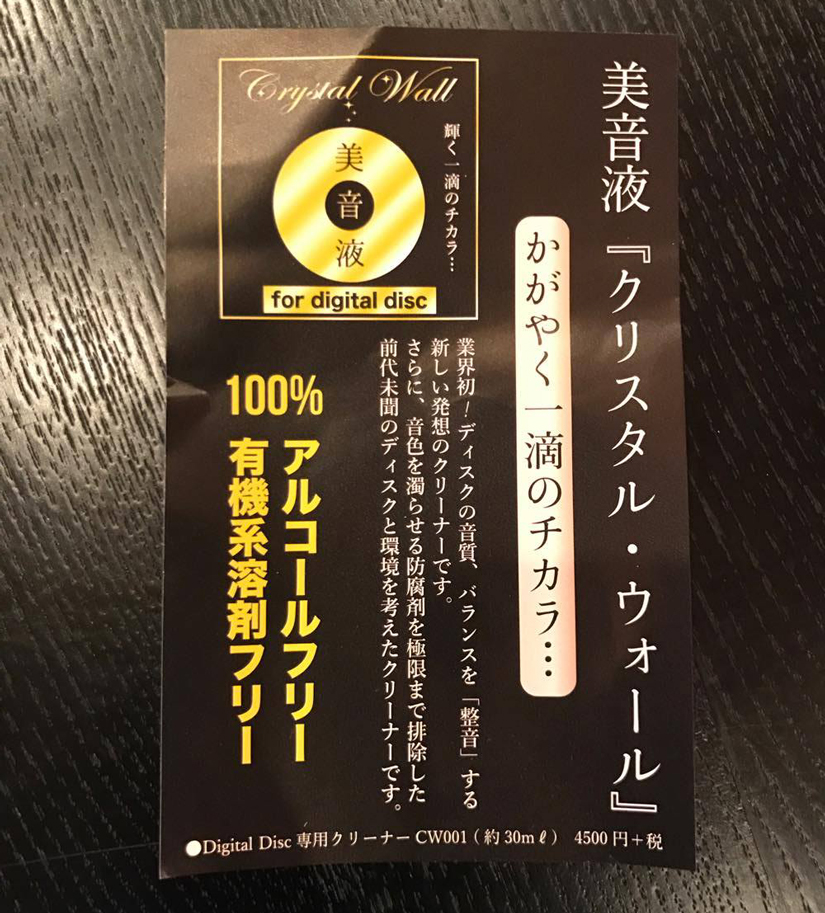 美音液『クリスタル・ウォール』
かがやく一滴のチカラ…
Crystal Wall
輝く一滴のチカラ…
美
音
液
for digital disc
業界初！ディスクの音質、バランスを「整音」する
新しい発想のクリーナーです。
さらに、音色を濁らせる防腐剤を極限まで排除した
前代未聞のディスクと環境を考えたクリーナーです。
100%
アルコールフリー
有機系溶剤フリー
●Digital Disc 専用クリーナー CW001（約30mℓ） 4500円＋税